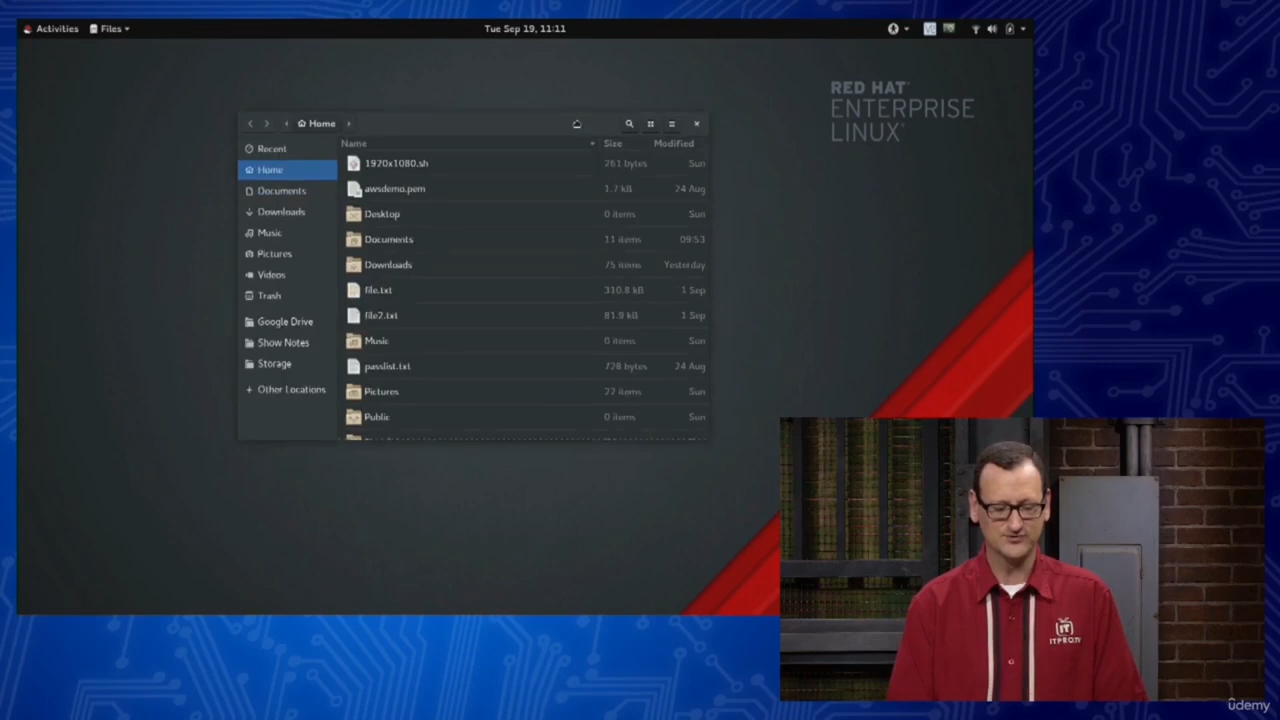 Activities Files Tue Sep 19, 11:11
RED HAT
ENTERPRISE
LINUX
Home
Name Size Modified
Recent
Home
Documents
Downloads
Music
Pictures
Videos
Trash
Google Drive
Show Notes
Storage
+ Other Locations
1920x1080.sh 261 bytes Sun
awsdemo.pem 1.7 kB 24 Aug
Desktop 0 items Sun
Documents 11 items 09:53
Downloads 75 items Yesterday
file.txt 310.8 kB 1 Sep
file2.txt 81.9 kB 1 Sep
Music 0 items Sun
passlist.txt 728 bytes 24 Aug
Pictures 22 items Sun
Public 0 items Sun
IT
ITPRO.TV
ûdemy